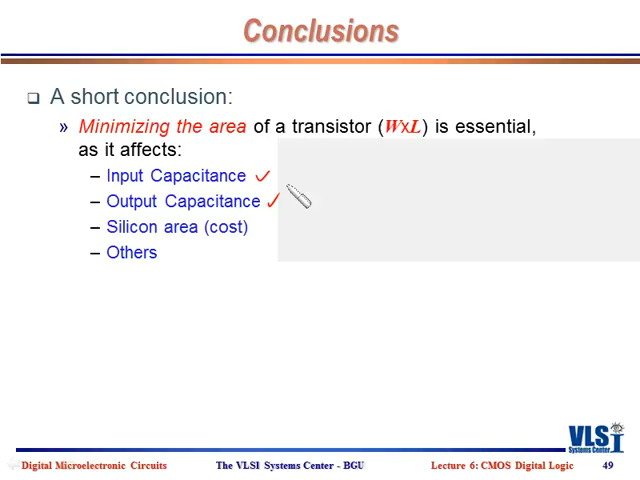 Conclusions
A short conclusion:
» Minimizing the area of a transistor (WxL) is essential,
as it affects:
– Input Capacitance ✓
– Output Capacitance ✓
– Silicon area (cost)
– Others
VLSI
Systems Center
Digital Microelectronic Circuits The VLSI Systems Center - BGU Lecture 6: CMOS Digital Logic 49